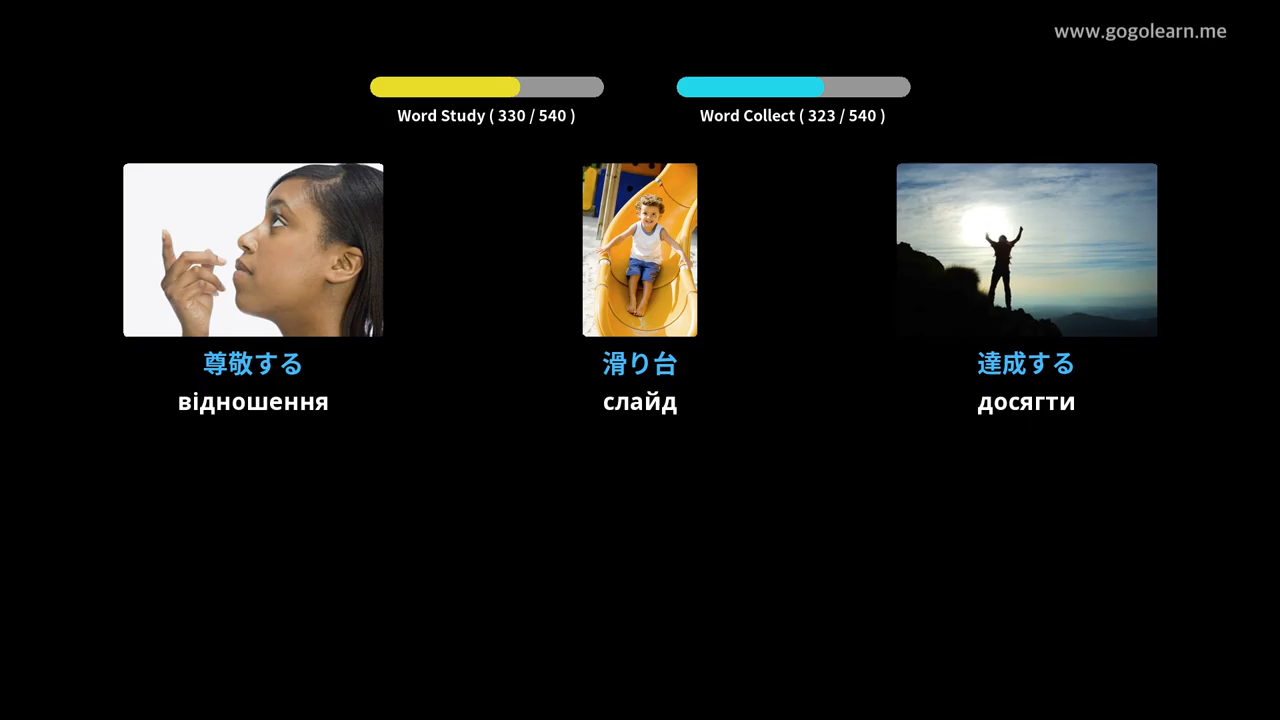 www.gogolearn.me
Word Study ( 330 / 540 )
Word Collect ( 323 / 540 )
尊敬する
відношення
滑り台
слайд
達成する
досягти